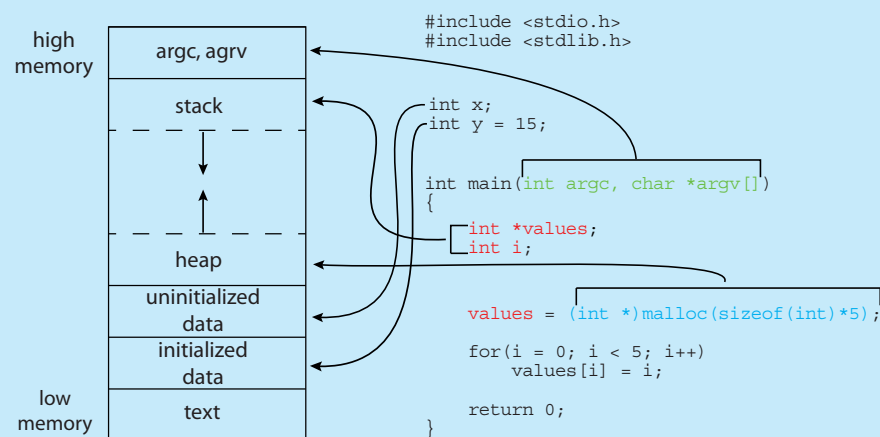 high
memory
argc, agrv
stack
heap
uninitialized
data
initialized
data
low
memory
text
#include <stdio.h>
#include <stdlib.h>
int x;
int y = 15;
int main(int argc, char *argv[])
{
int *values;
int i;
values = (int *)malloc(sizeof(int)*5);
for(i = 0; i < 5; i++)
values[i] = i;
return 0;
}